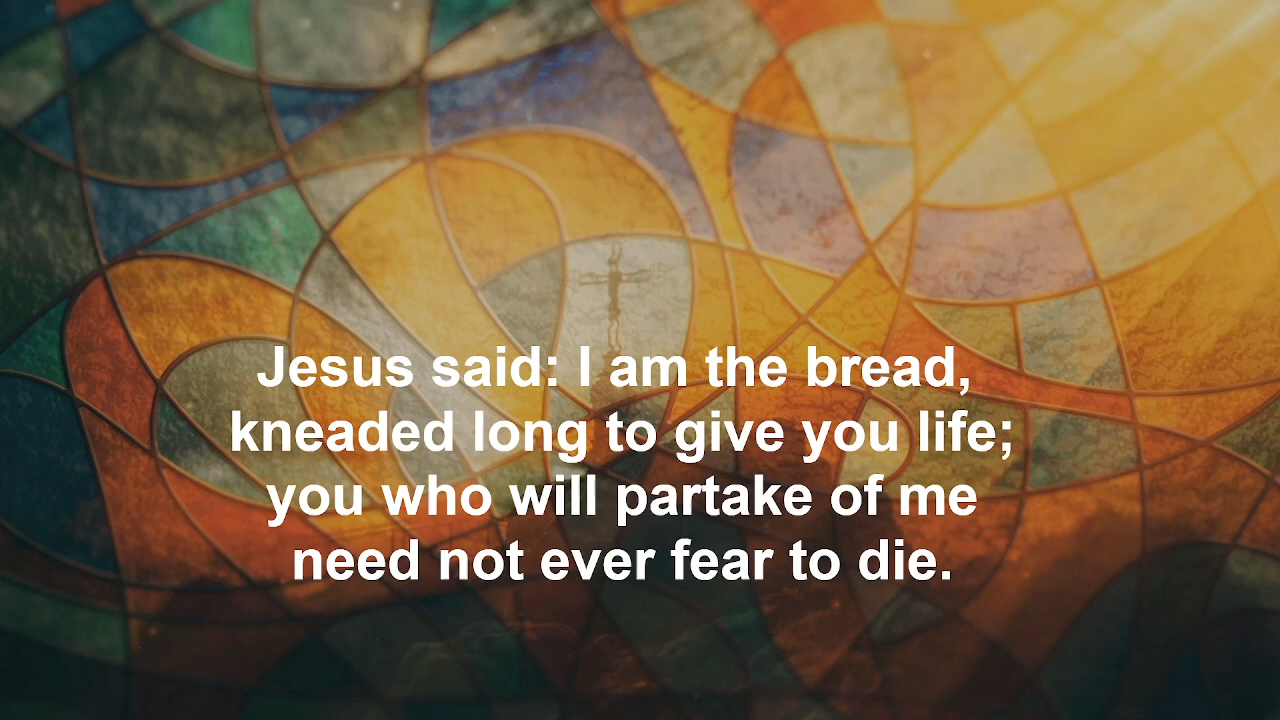 Jesus said: I am the bread,
kneaded long to give you life;
you who will partake of me
need not ever fear to die.